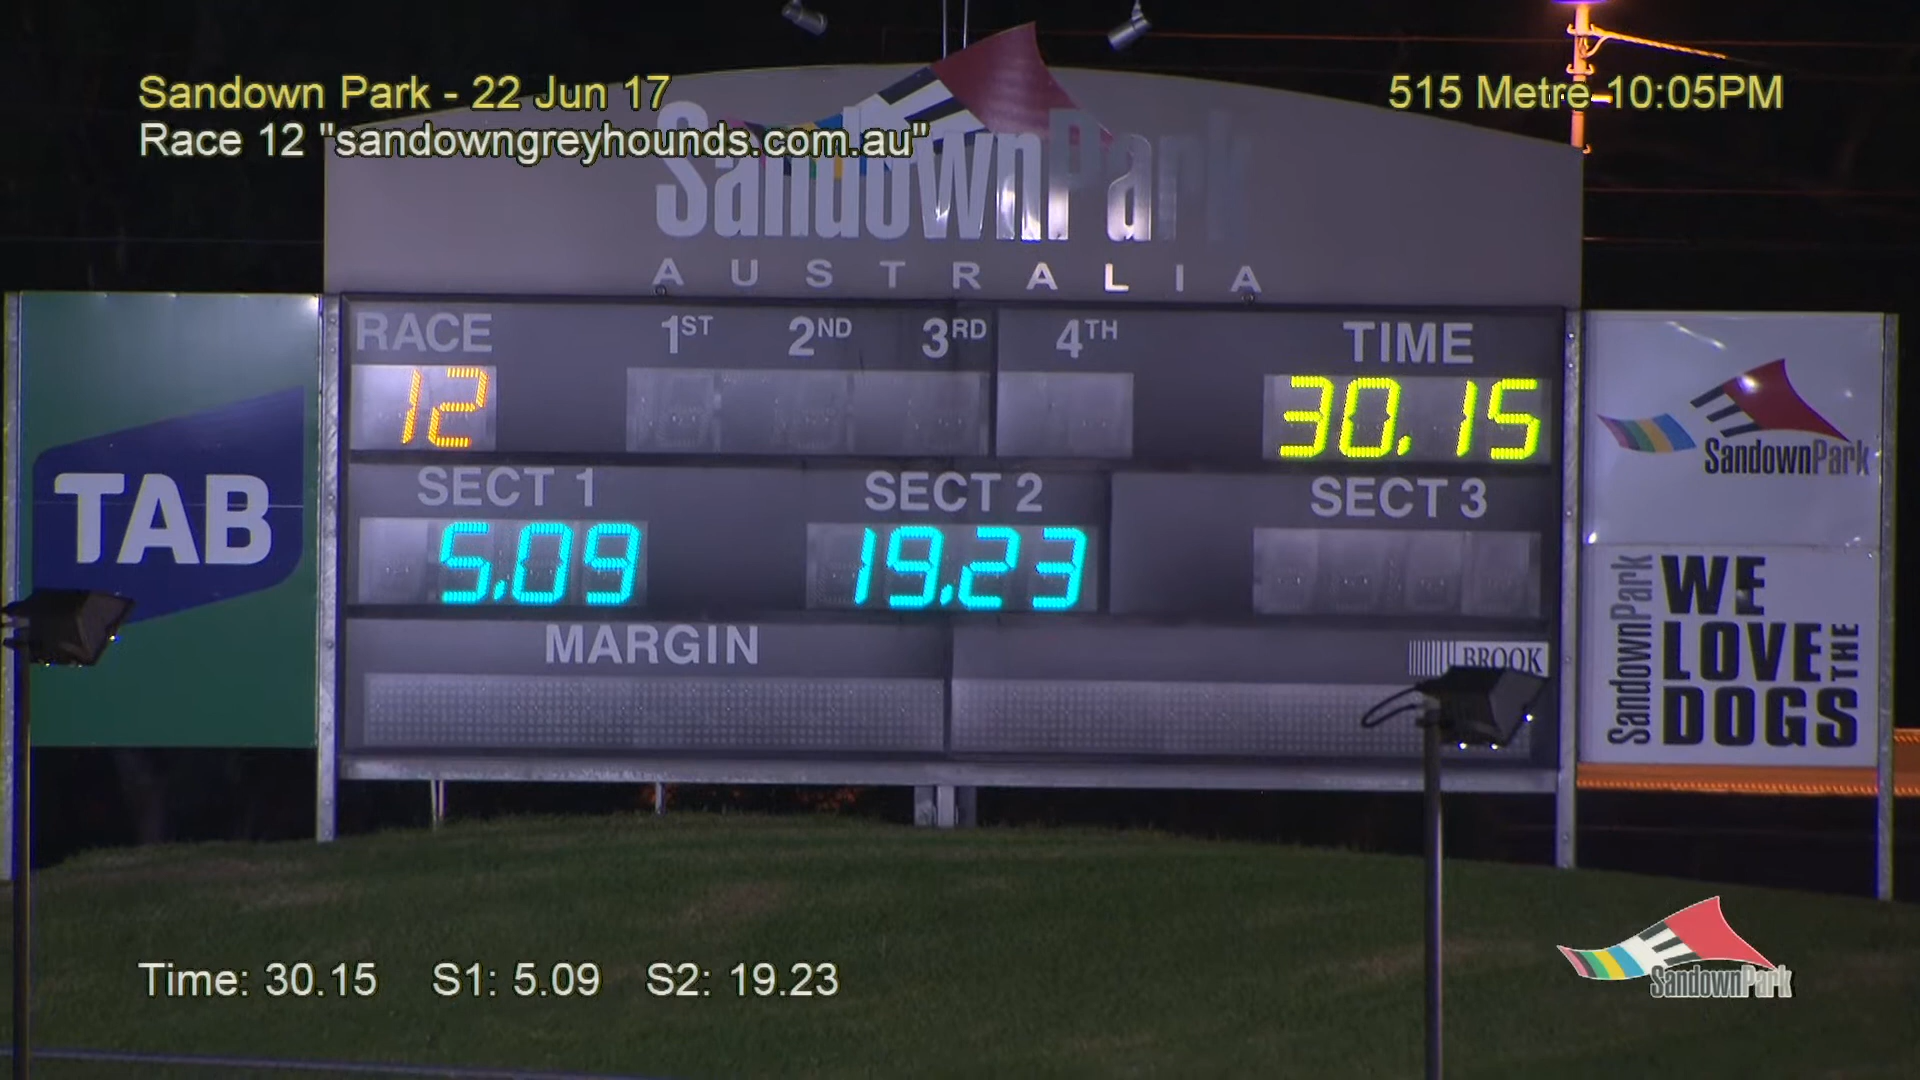 Sandown Park - 22 Jun 17
515 Metre 10:05PM
Race 12 "sandowngreyhounds.com.au"
SandownPark
AUSTRALIA
RACE 1ST 2ND 3RD 4TH TIME
12 30.15
SECT 1 SECT 2 SECT 3
5.09 19.23
MARGIN
BROOK
TAB
SandownPark
SandownPark
WE
LOVE THE
DOGS
Time: 30.15 S1: 5.09 S2: 19.23
SandownPark